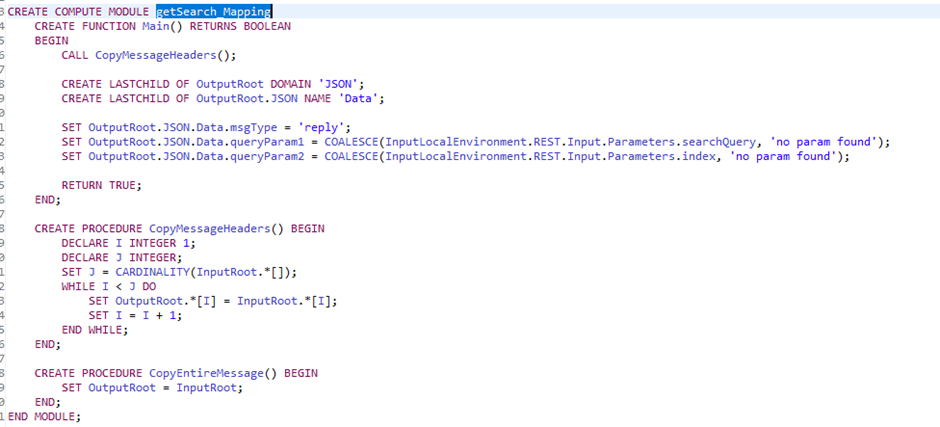 3 CREATE COMPUTE MODULE getSearch_Mapping
4 CREATE FUNCTION Main() RETURNS BOOLEAN
5 BEGIN
6 CALL CopyMessageHeaders();
7
8 CREATE LASTCHILD OF OutputRoot DOMAIN 'JSON';
9 CREATE LASTCHILD OF OutputRoot.JSON NAME 'Data';
0
1 SET OutputRoot.JSON.Data.msgType = 'reply';
2 SET OutputRoot.JSON.Data.queryParam1 = COALESCE(InputLocalEnvironment.REST.Input.Parameters.searchQuery, 'no param found');
3 SET OutputRoot.JSON.Data.queryParam2 = COALESCE(InputLocalEnvironment.REST.Input.Parameters.index, 'no param found');
4
5 RETURN TRUE;
6 END;
7
8 CREATE PROCEDURE CopyMessageHeaders() BEGIN
9 DECLARE I INTEGER 1;
0 DECLARE J INTEGER;
1 SET J = CARDINALITY(InputRoot.*[]);
2 WHILE I < J DO
3 SET OutputRoot.*[I] = InputRoot.*[I];
4 SET I = I + 1;
5 END WHILE;
6 END;
7
8 CREATE PROCEDURE CopyEntireMessage() BEGIN
9 SET OutputRoot = InputRoot;
0 END;
1 END MODULE;